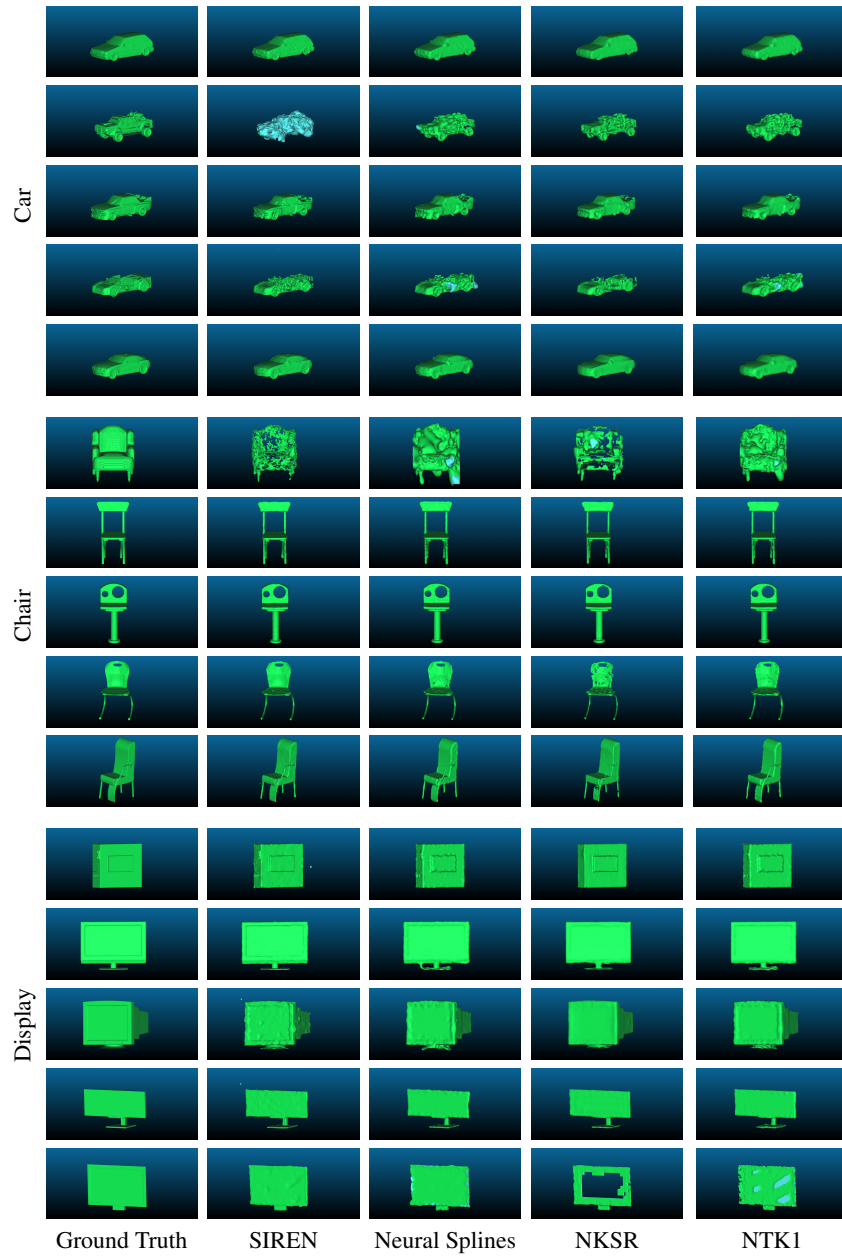 Car
Chair
Display
Ground Truth
SIREN
Neural Splines
NKSR
NTK1